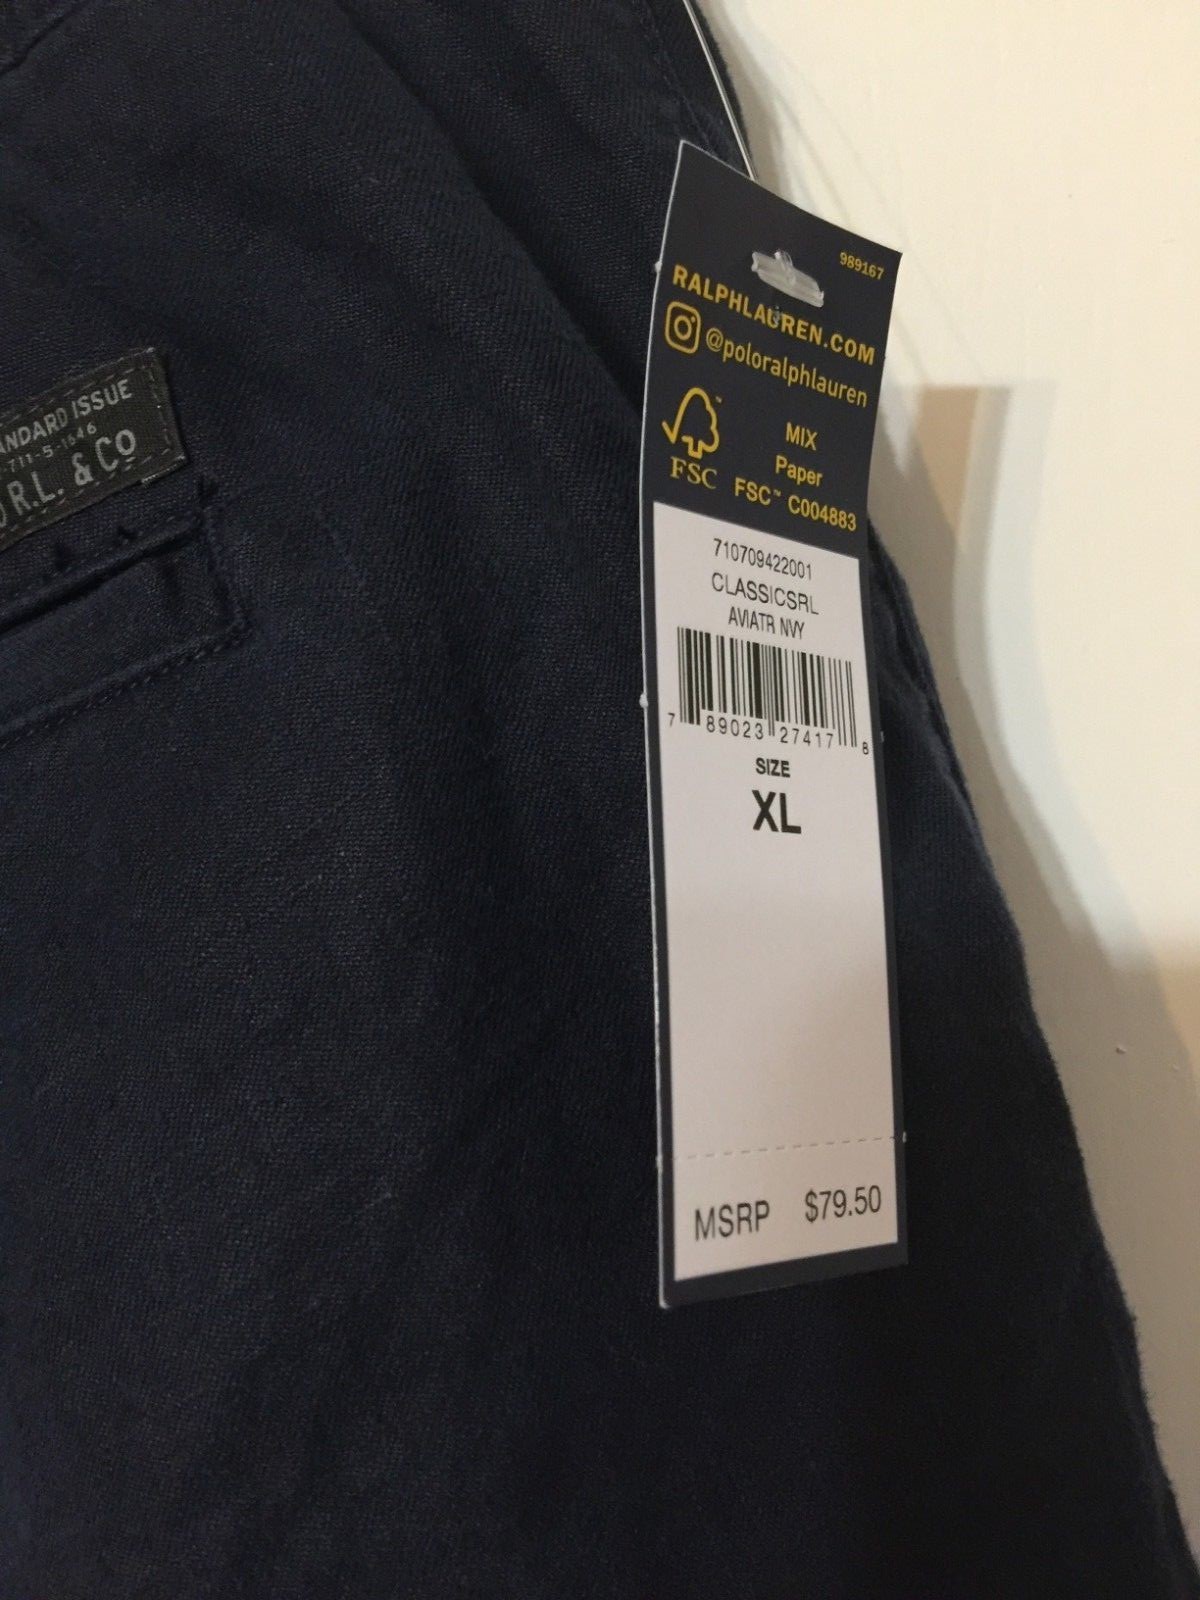 ANDARD ISSUE
711-5-1546
R.L. & Co
989167
RALPHLAUREN.COM
@poloralphlauren
FSC
MIX
Paper
FSC™ C004883
710709422001
CLASSICSRL
AVIATR NVY
7 89023 27417 8
SIZE
XL
MSRP $79.50